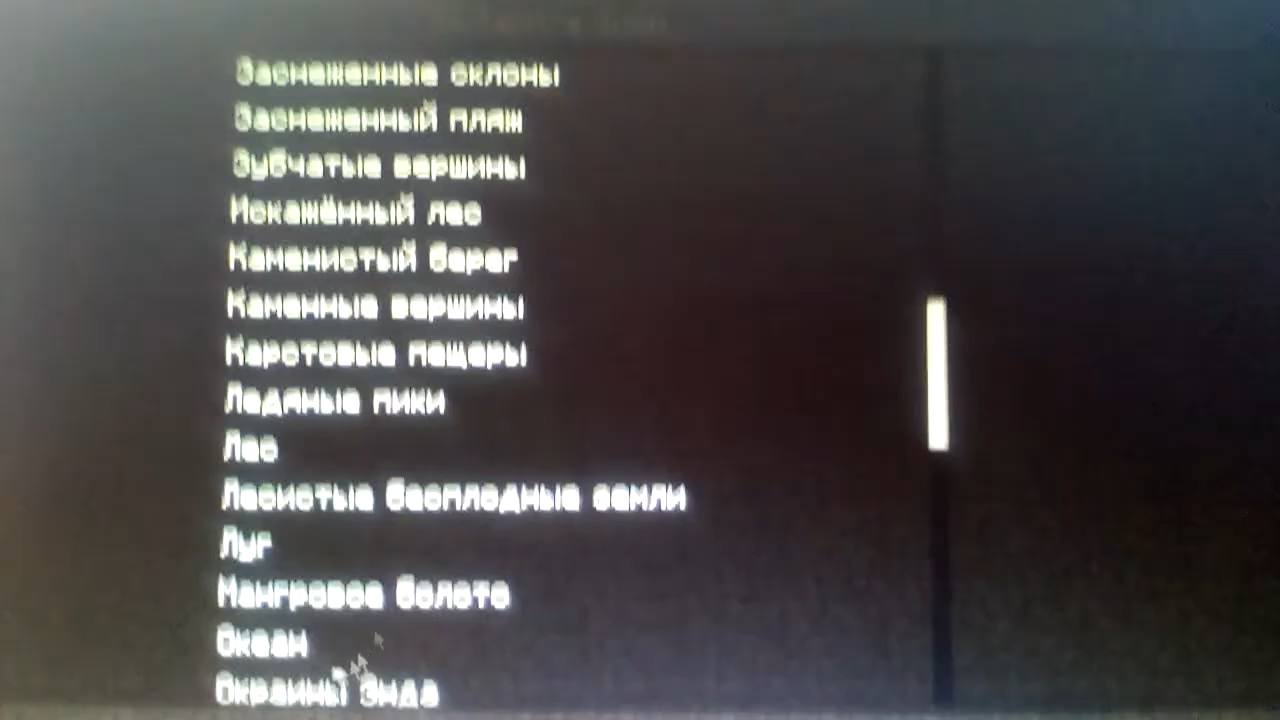 Заснеженные склоны
Заснеженный пляж
Зубчатые вершины
Искажённый лес
Каменистый берег
Каменные вершины
Карстовые пещеры
Ледяные пики
Лес
Лесистые бесплодные земли
Луг
Мангровое болото
Океан
Окраины Энда